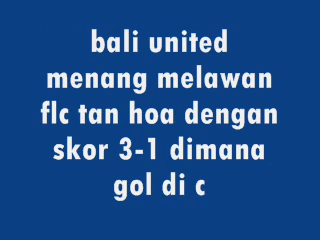 bali united
menang melawan
flc tan hoa dengan
skor 3-1 dimana
gol di c